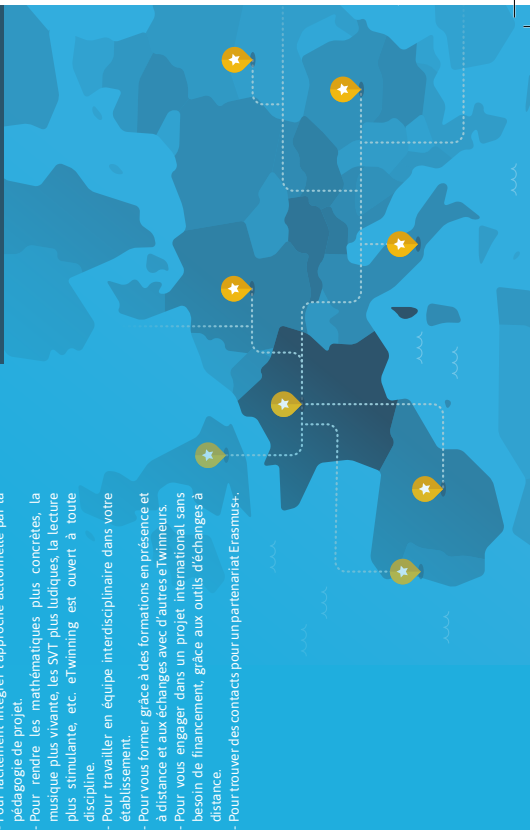 - Pour facilement intégrer l'approche actionnelle par la
pédagogie de projet.
- Pour rendre les mathématiques plus concrètes, la
musique plus vivante, les SVT plus ludiques, la lecture
plus stimulante, etc. eTwinning est ouvert à toute
discipline.
- Pour travailler en équipe interdisciplinaire dans votre
établissement.
- Pour vous former grâce à des formations en présence et
à distance et aux échanges avec d'autres eTwinneurs.
- Pour vous engager dans un projet international sans
besoin de financement, grâce aux outils d'échanges à
distance.
- Pour trouver des contacts pour un partenariat Erasmus+.